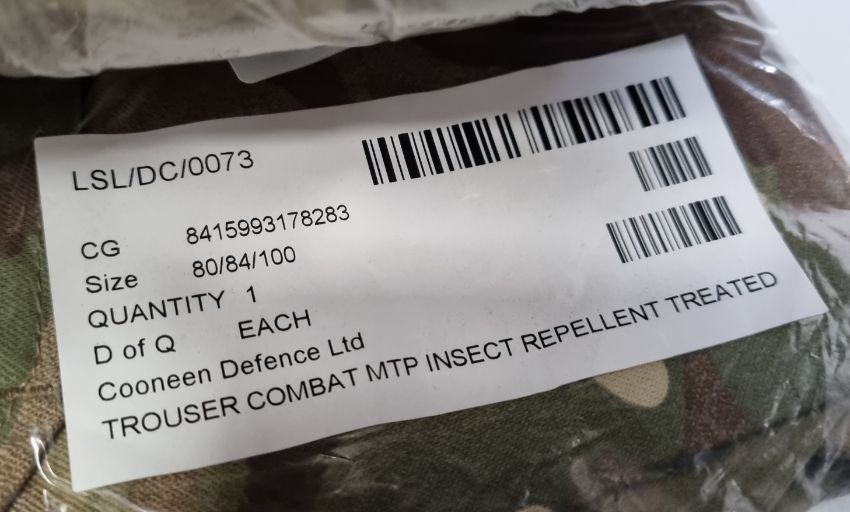 LSL/DC/0073
CG 8415993178283
Size 80/84/100
QUANTITY 1
D of Q EACH
Cooneen Defence Ltd
TROUSER COMBAT MTP INSECT REPELLENT TREATED